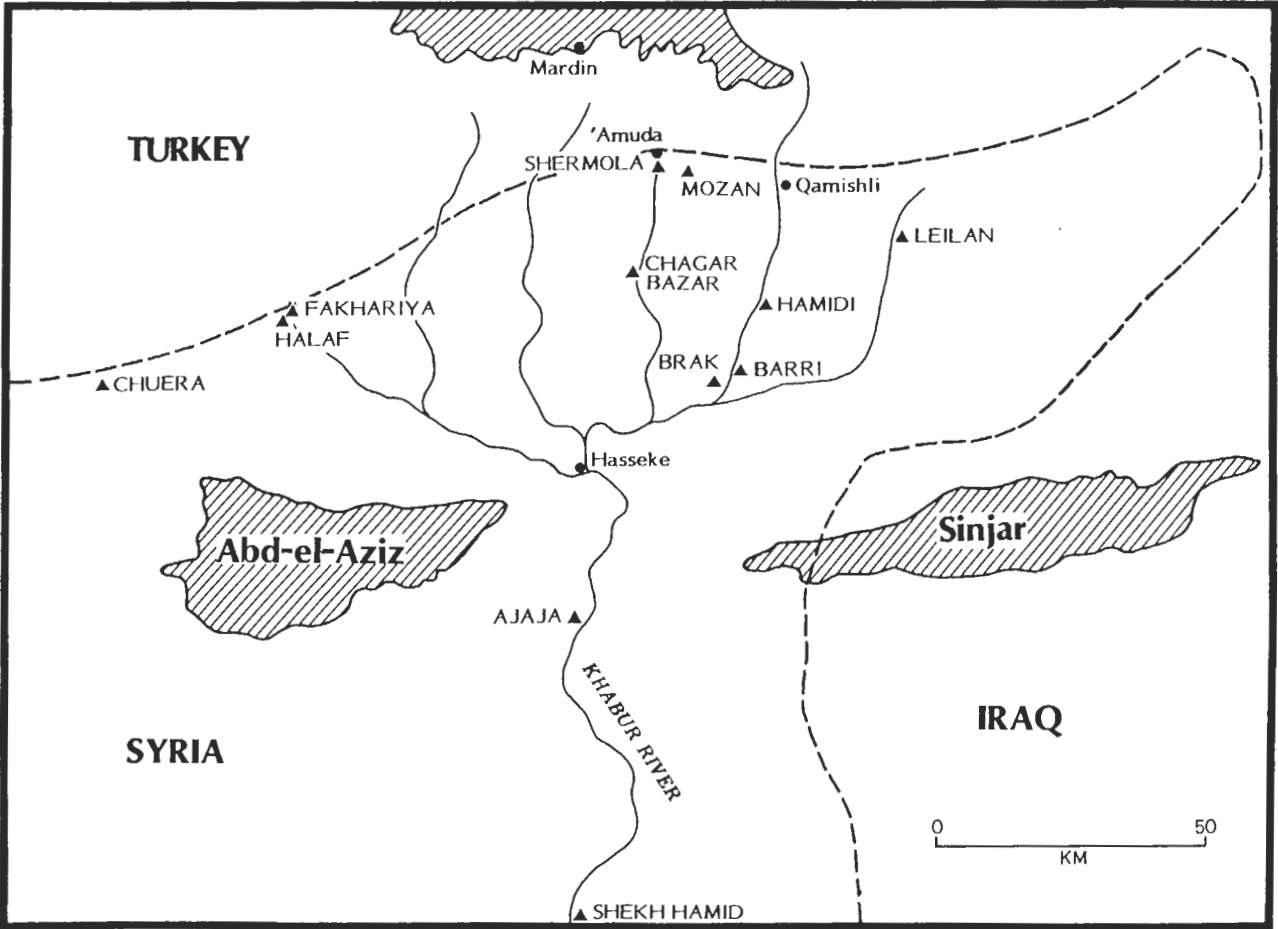 Mardin
TURKEY
'Amuda
SHERMOLA
MOZAN
Qamishli
LEILAN
CHAGAR
BAZAR
FAKHARIYA
HALAF
HAMIDI
CHUERA
BRAK
BARRI
Hasseke
Abd-el-Aziz
Sinjar
AJAJA
KHABUR RIVER
SYRIA
IRAQ
0 50
KM
SHEKH HAMID